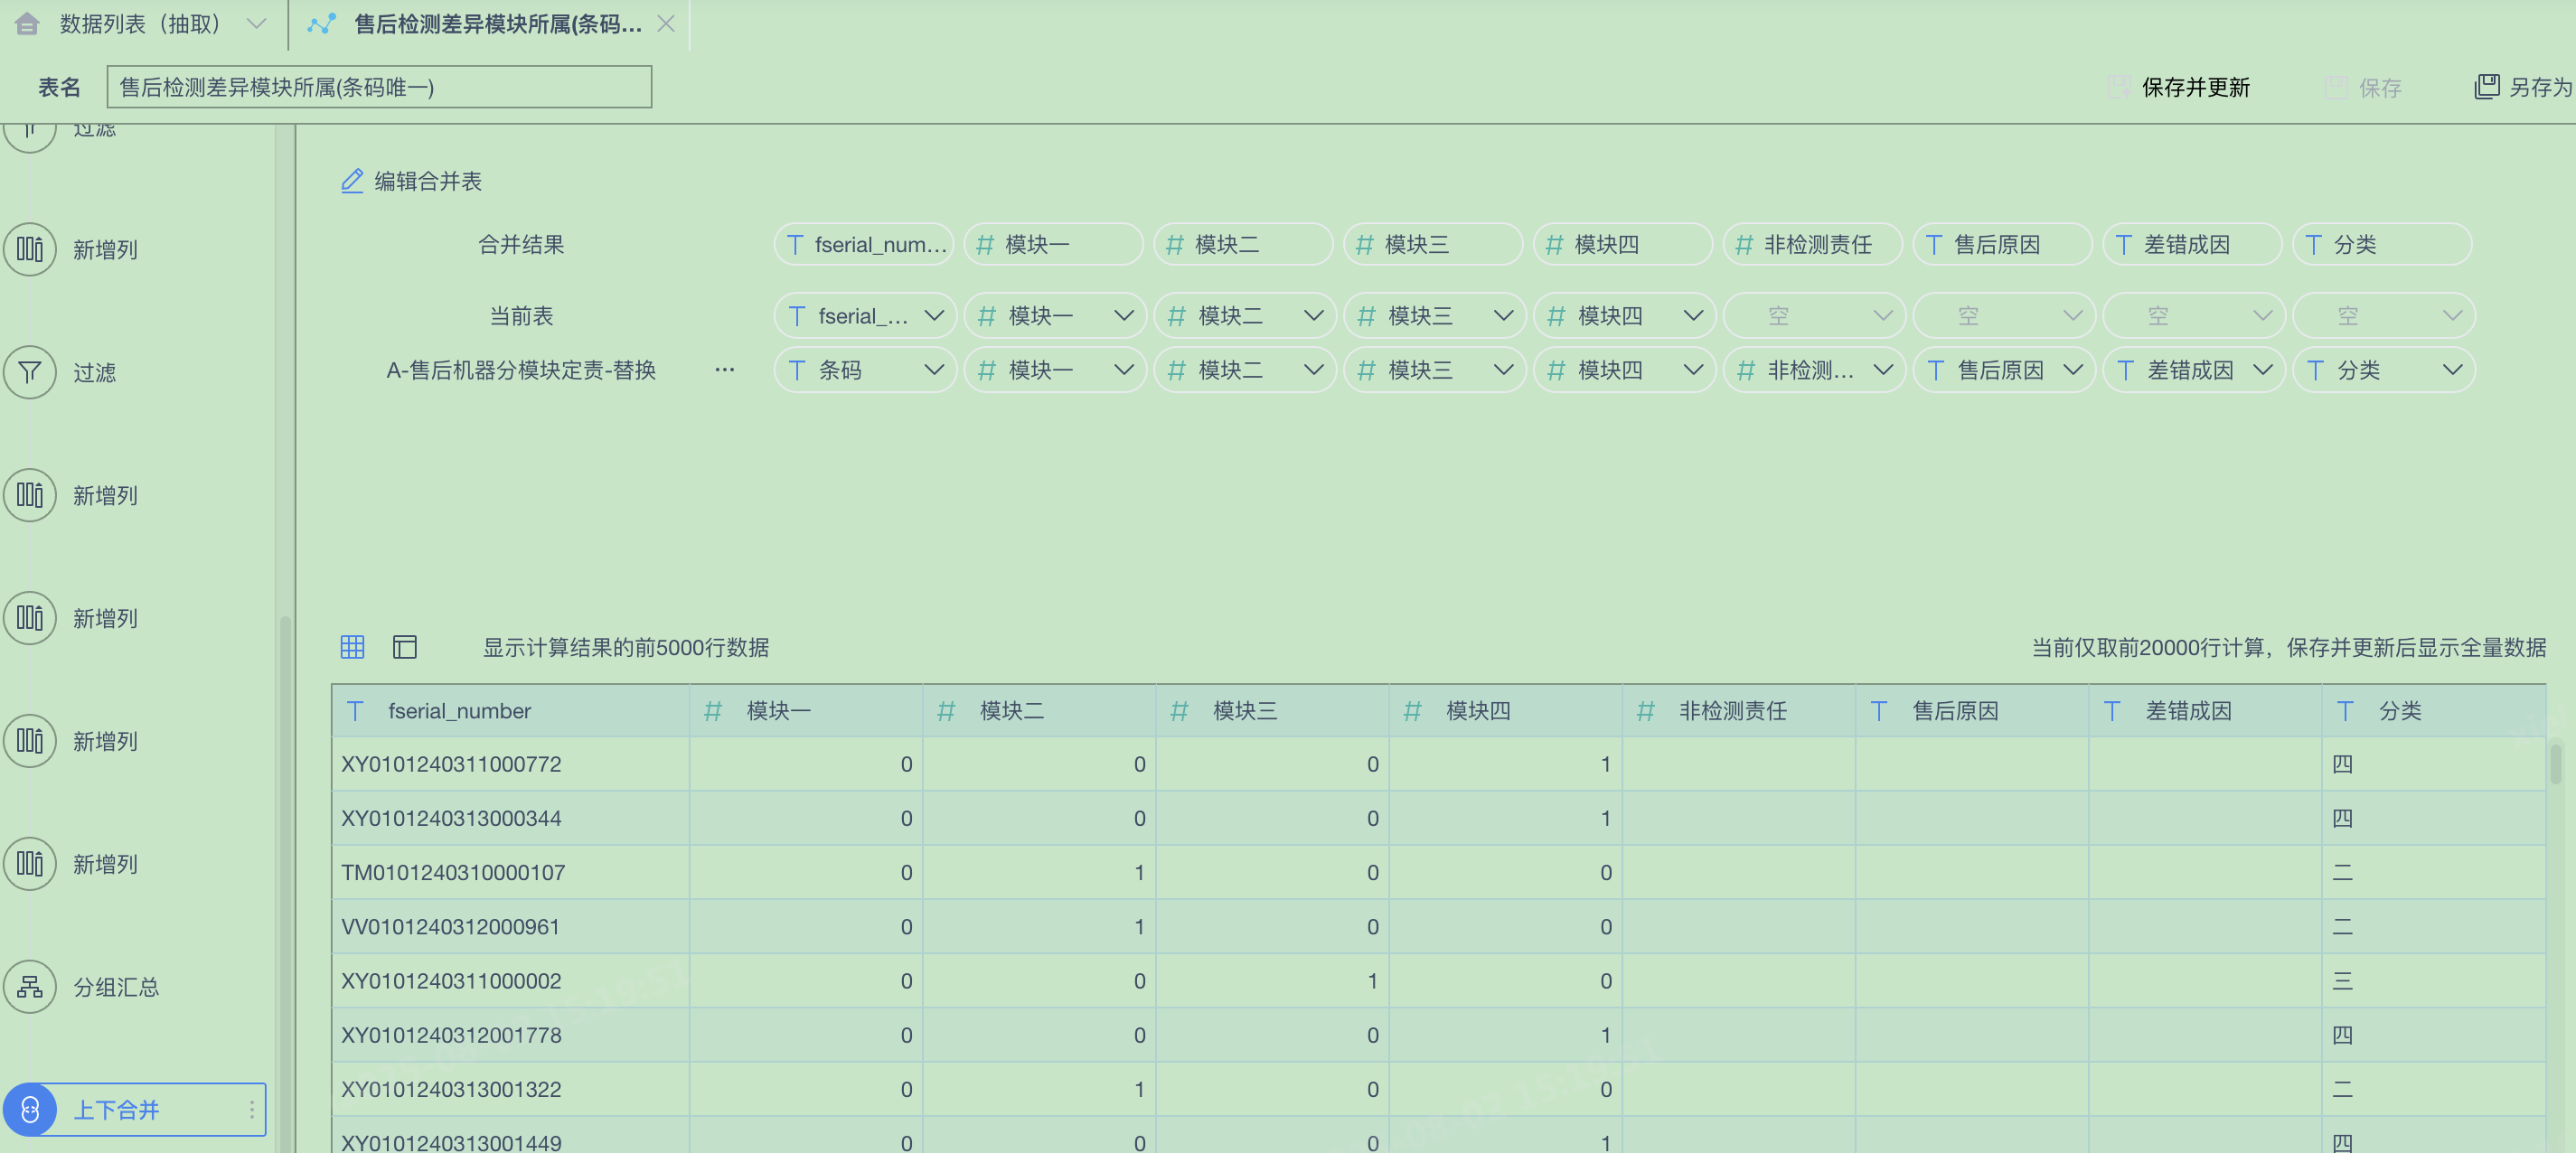 数据列表（抽取）
售后检测差异模块所属(条码...
表名 售后检测差异模块所属(条码唯一) 保存并更新 保存 另存为
过滤
新增列
过滤
新增列
新增列
新增列
新增列
分组汇总
上下合并
编辑合并表
合并结果 fserial_num... 模块一 模块二 模块三 模块四 非检测责任 售后原因 差错成因 分类
当前表 fserial_... 模块一 模块二 模块三 模块四 空 空 空 空
A-售后机器分模块定责-替换 ... 条码 模块一 模块二 模块三 模块四 非检测... 售后原因 差错成因 分类
显示计算结果的前5000行数据 当前仅取前20000行计算，保存并更新后显示全量数据
fserial_number 模块一 模块二 模块三 模块四 非检测责任 售后原因 差错成因 分类
XY0101240311000772 0 0 0 1 四
XY0101240313000344 0 0 0 1 四
TM0101240310000107 0 1 0 0 二
VV0101240312000961 0 1 0 0 二
XY0101240311000002 0 0 1 0 三
XY0101240312001778 0 0 0 1 四
XY0101240313001322 0 1 0 0 二
XY0101240313001449 0 0 0 1 四